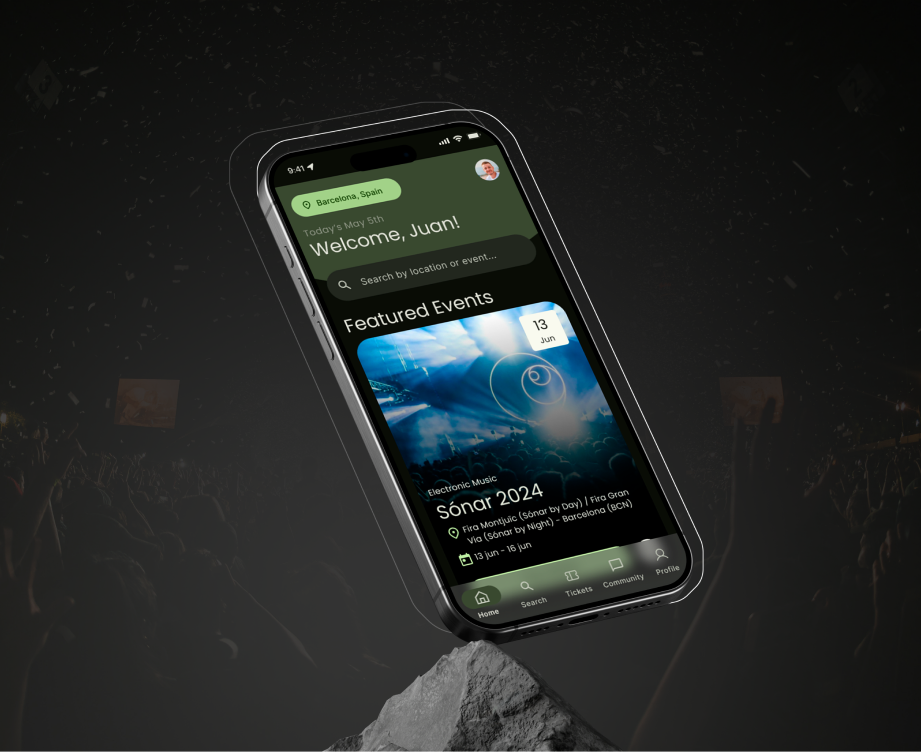 9:41
Barcelona, Spain
Today's May 5th
Welcome, Juan!
Search by location or event...
Featured Events
13
Jun
Electronic Music
Sónar 2024
Fira Montjuïc (Sónar by Day) / Fira Gran
Via (Sónar by Night) - Barcelona (BCN)
13 jun - 16 jun
Home
Search
Tickets
Community
Profile